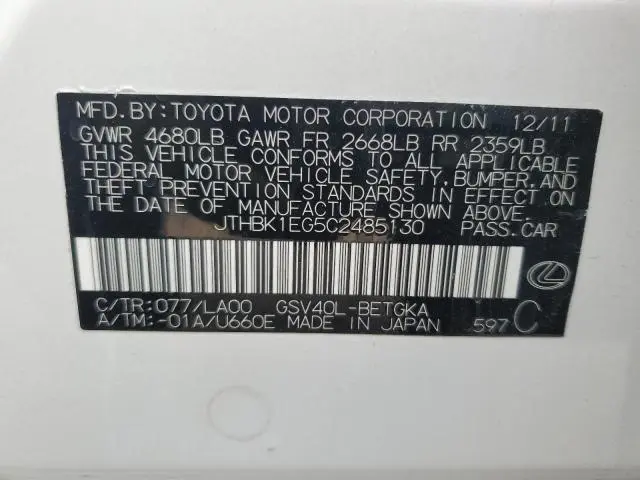 MFD.BY:TOYOTA MOTOR CORPORATION 12/11
GVWR 4680LB GAWR FR 2668LB RR 2359LB
THIS VEHICLE CONFORMS TO ALL APPLICABLE
FEDERAL MOTOR VEHICLE SAFETY,BUMPER,AND
THEFT PREVENTION STANDARDS IN EFFECT ON
THE DATE OF MANUFACTURE SHOWN ABOVE.
JTHBK1EG5C2485130 PASS.CAR
C/TR:077/LA00 GSV40L-BETGKA
A/TM:-01A/U660E MADE IN JAPAN 597 C